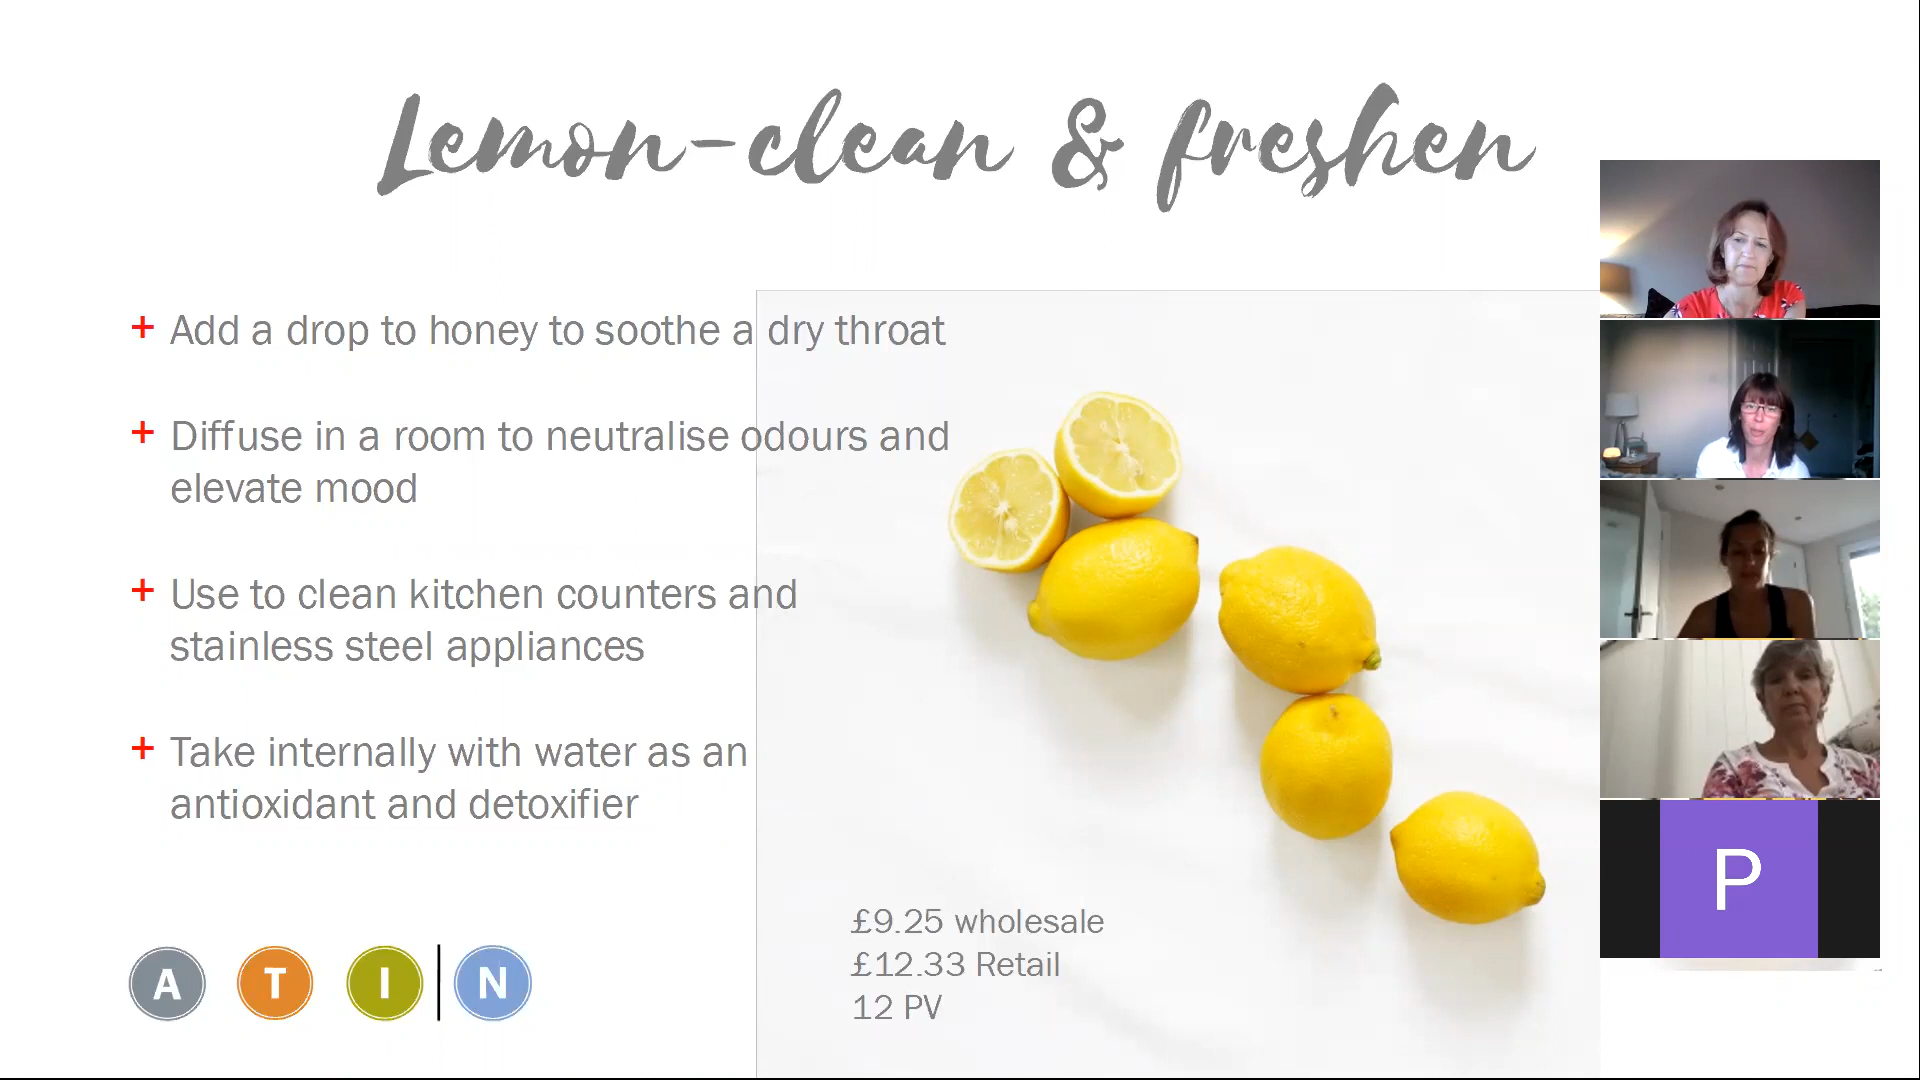 Lemon-clean & freshen
+ Add a drop to honey to soothe a dry throat
+ Diffuse in a room to neutralise odours and
elevate mood
+ Use to clean kitchen counters and
stainless steel appliances
+ Take internally with water as an
antioxidant and detoxifier
£9.25 wholesale
£12.33 Retail
12 PV
A T I | N
P